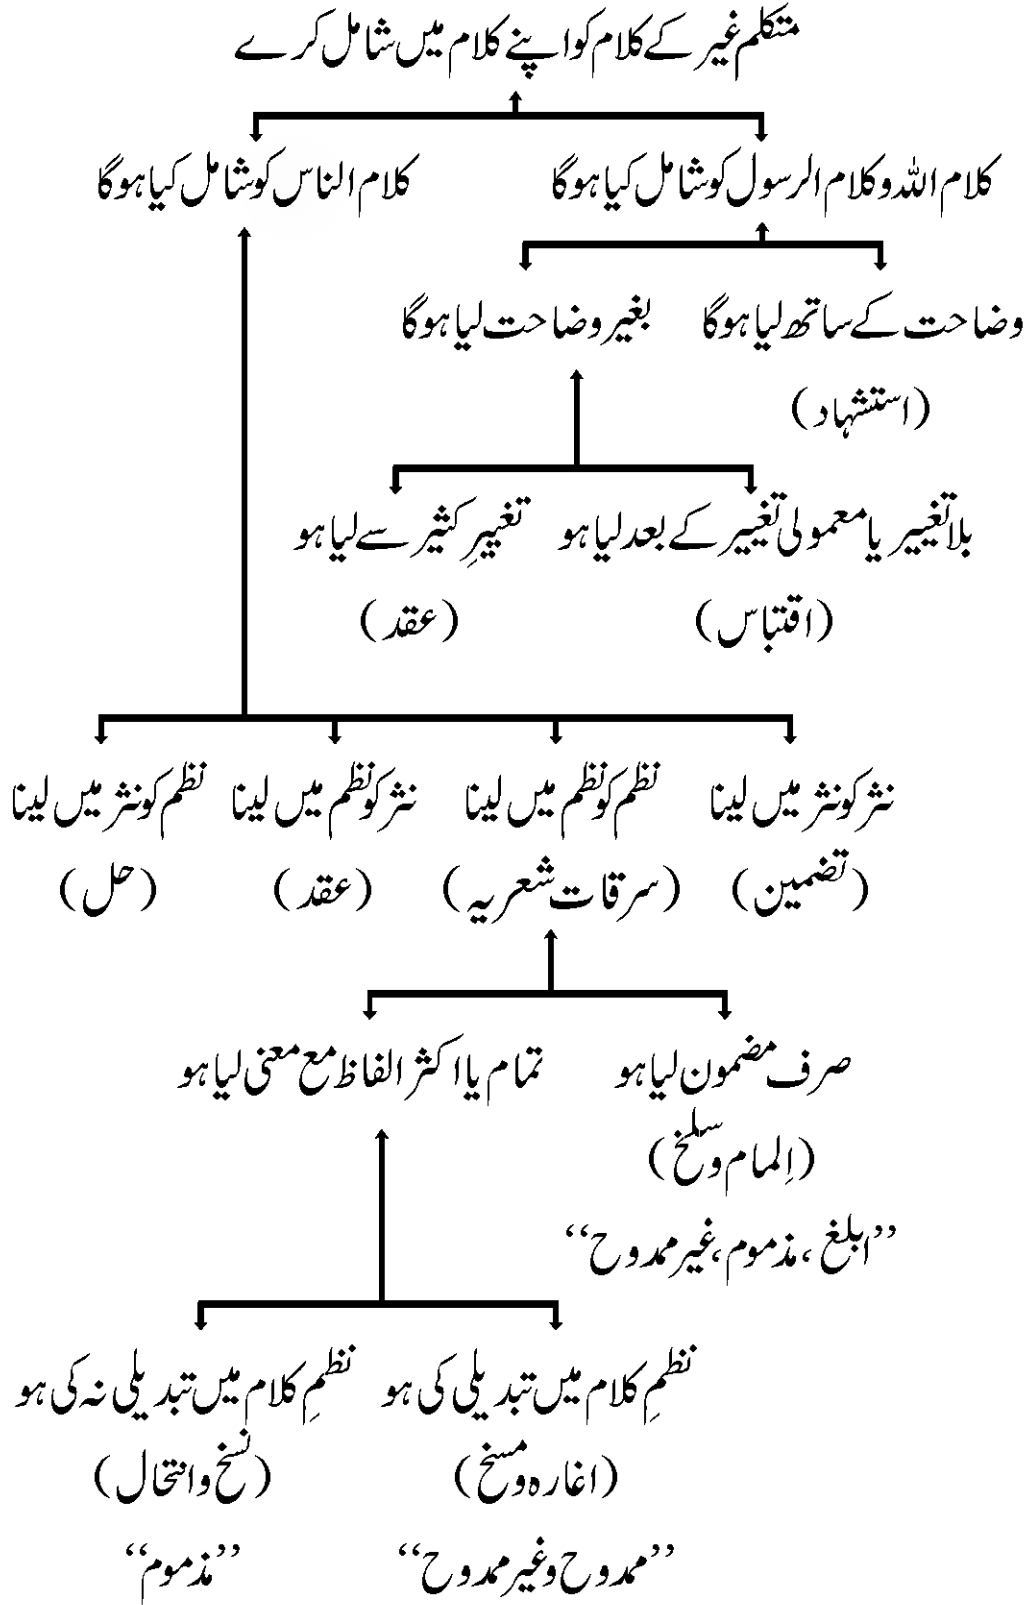 متکلم غیر کے کلام کو اپنے کلام میں شامل کرے
کلام اللہ و کلام الرسول کو شامل کیا ہوگا
کلام الناس کو شامل کیا ہوگا
وضاحت کے ساتھ لیا ہوگا
بغیر وضاحت لیا ہوگا
(استشہاد)
بلا تغییر یا معمولی تغییر کے بعد لیا ہو
تغییرِ کثیر سے لیا ہو
(اقتباس)
(عقد)
نثر کو نثر میں لینا
نظم کو نظم میں لینا
نثر کو نظم میں لینا
نظم کو نثر میں لینا
(تضمین)
(سرقات شعریہ)
(عقد)
(حل)
صرف مضمون لیا ہو
تمام یا اکثر الفاظ مع معنی لیا ہو
(اِلمام و سلخ)
”ابلغ، مذموم، غیر ممدوح“
نظمِ کلام میں تبدیلی کی ہو
نظمِ کلام میں تبدیلی نہ کی ہو
(اغارہ و مسخ)
(نسخ و انتحال)
”ممدوح و غیر ممدوح“
”مذموم“